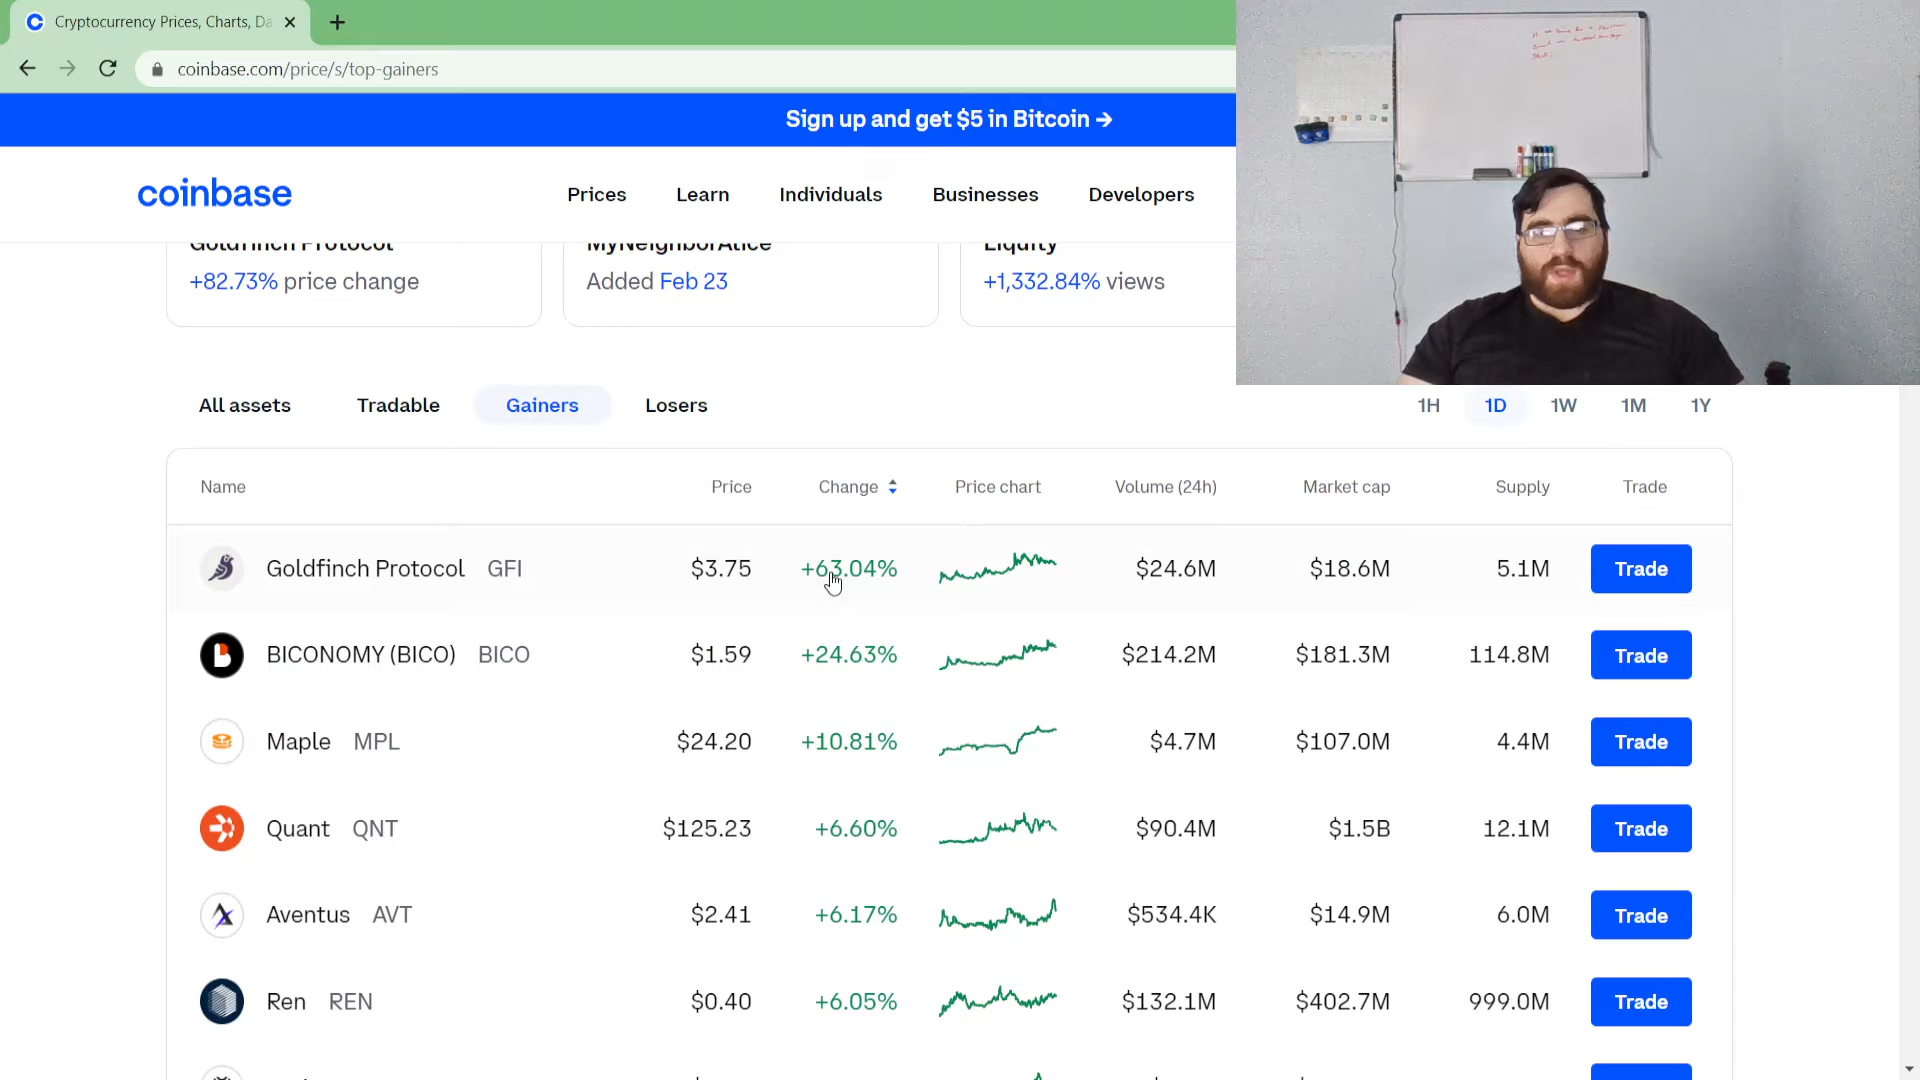 Cryptocurrency Prices, Charts, Da
coinbase.com/price/s/top-gainers
Sign up and get $5 in Bitcoin →
coinbase
Prices Learn Individuals Businesses Developers
Goldfinch Protocol MyNeighborAlice Liquity
+82.73% price change Added Feb 23 +1,332.84% views
All assets Tradable Gainers Losers 1H 1D 1W 1M 1Y
Name Price Change Price chart Volume (24h) Market cap Supply Trade
Goldfinch Protocol GFI $3.75 +63.04% $24.6M $18.6M 5.1M Trade
BICONOMY (BICO) BICO $1.59 +24.63% $214.2M $181.3M 114.8M Trade
Maple MPL $24.20 +10.81% $4.7M $107.0M 4.4M Trade
Quant QNT $125.23 +6.60% $90.4M $1.5B 12.1M Trade
Aventus AVT $2.41 +6.17% $534.4K $14.9M 6.0M Trade
Ren REN $0.40 +6.05% $132.1M $402.7M 999.0M Trade